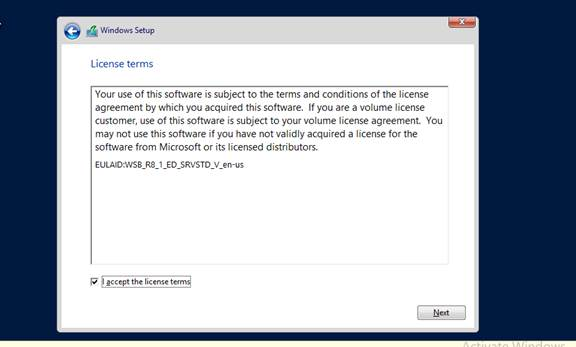 Windows Setup
License terms
Your use of this software is subject to the terms and conditions of the license
agreement by which you acquired this software. If you are a volume license
customer, use of this software is subject to your volume license agreement. You
may not use this software if you have not validly acquired a license for the
software from Microsoft or its licensed distributors.
EULAID:WSB_R8_1_ED_SRVSTD_V_en-us
I accept the license terms
Next
Activate Windows